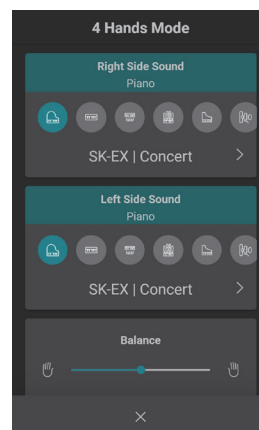 4 Hands Mode
Right Side Sound
Piano
SK-EX | Concert
Left Side Sound
Piano
SK-EX | Concert
Balance